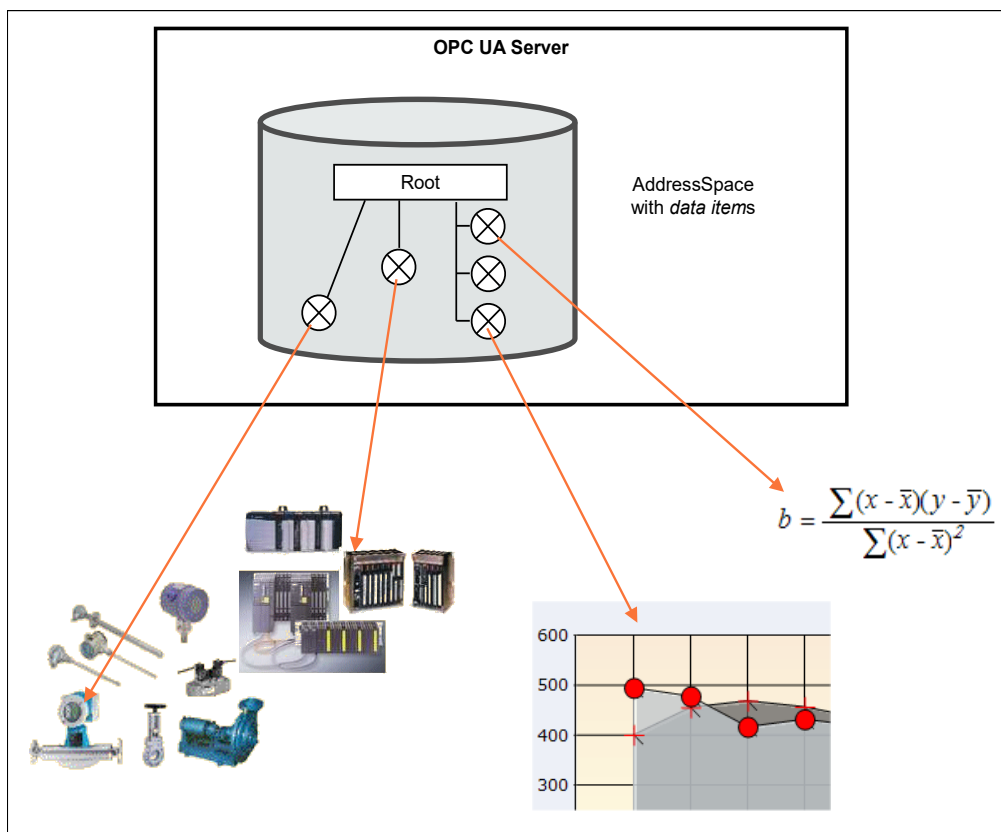 OPC UA Server
Root
AddressSpace
with data items
b = ∑(x - x̄)(y - ȳ) / ∑(x - x̄)²
600
500
400
300